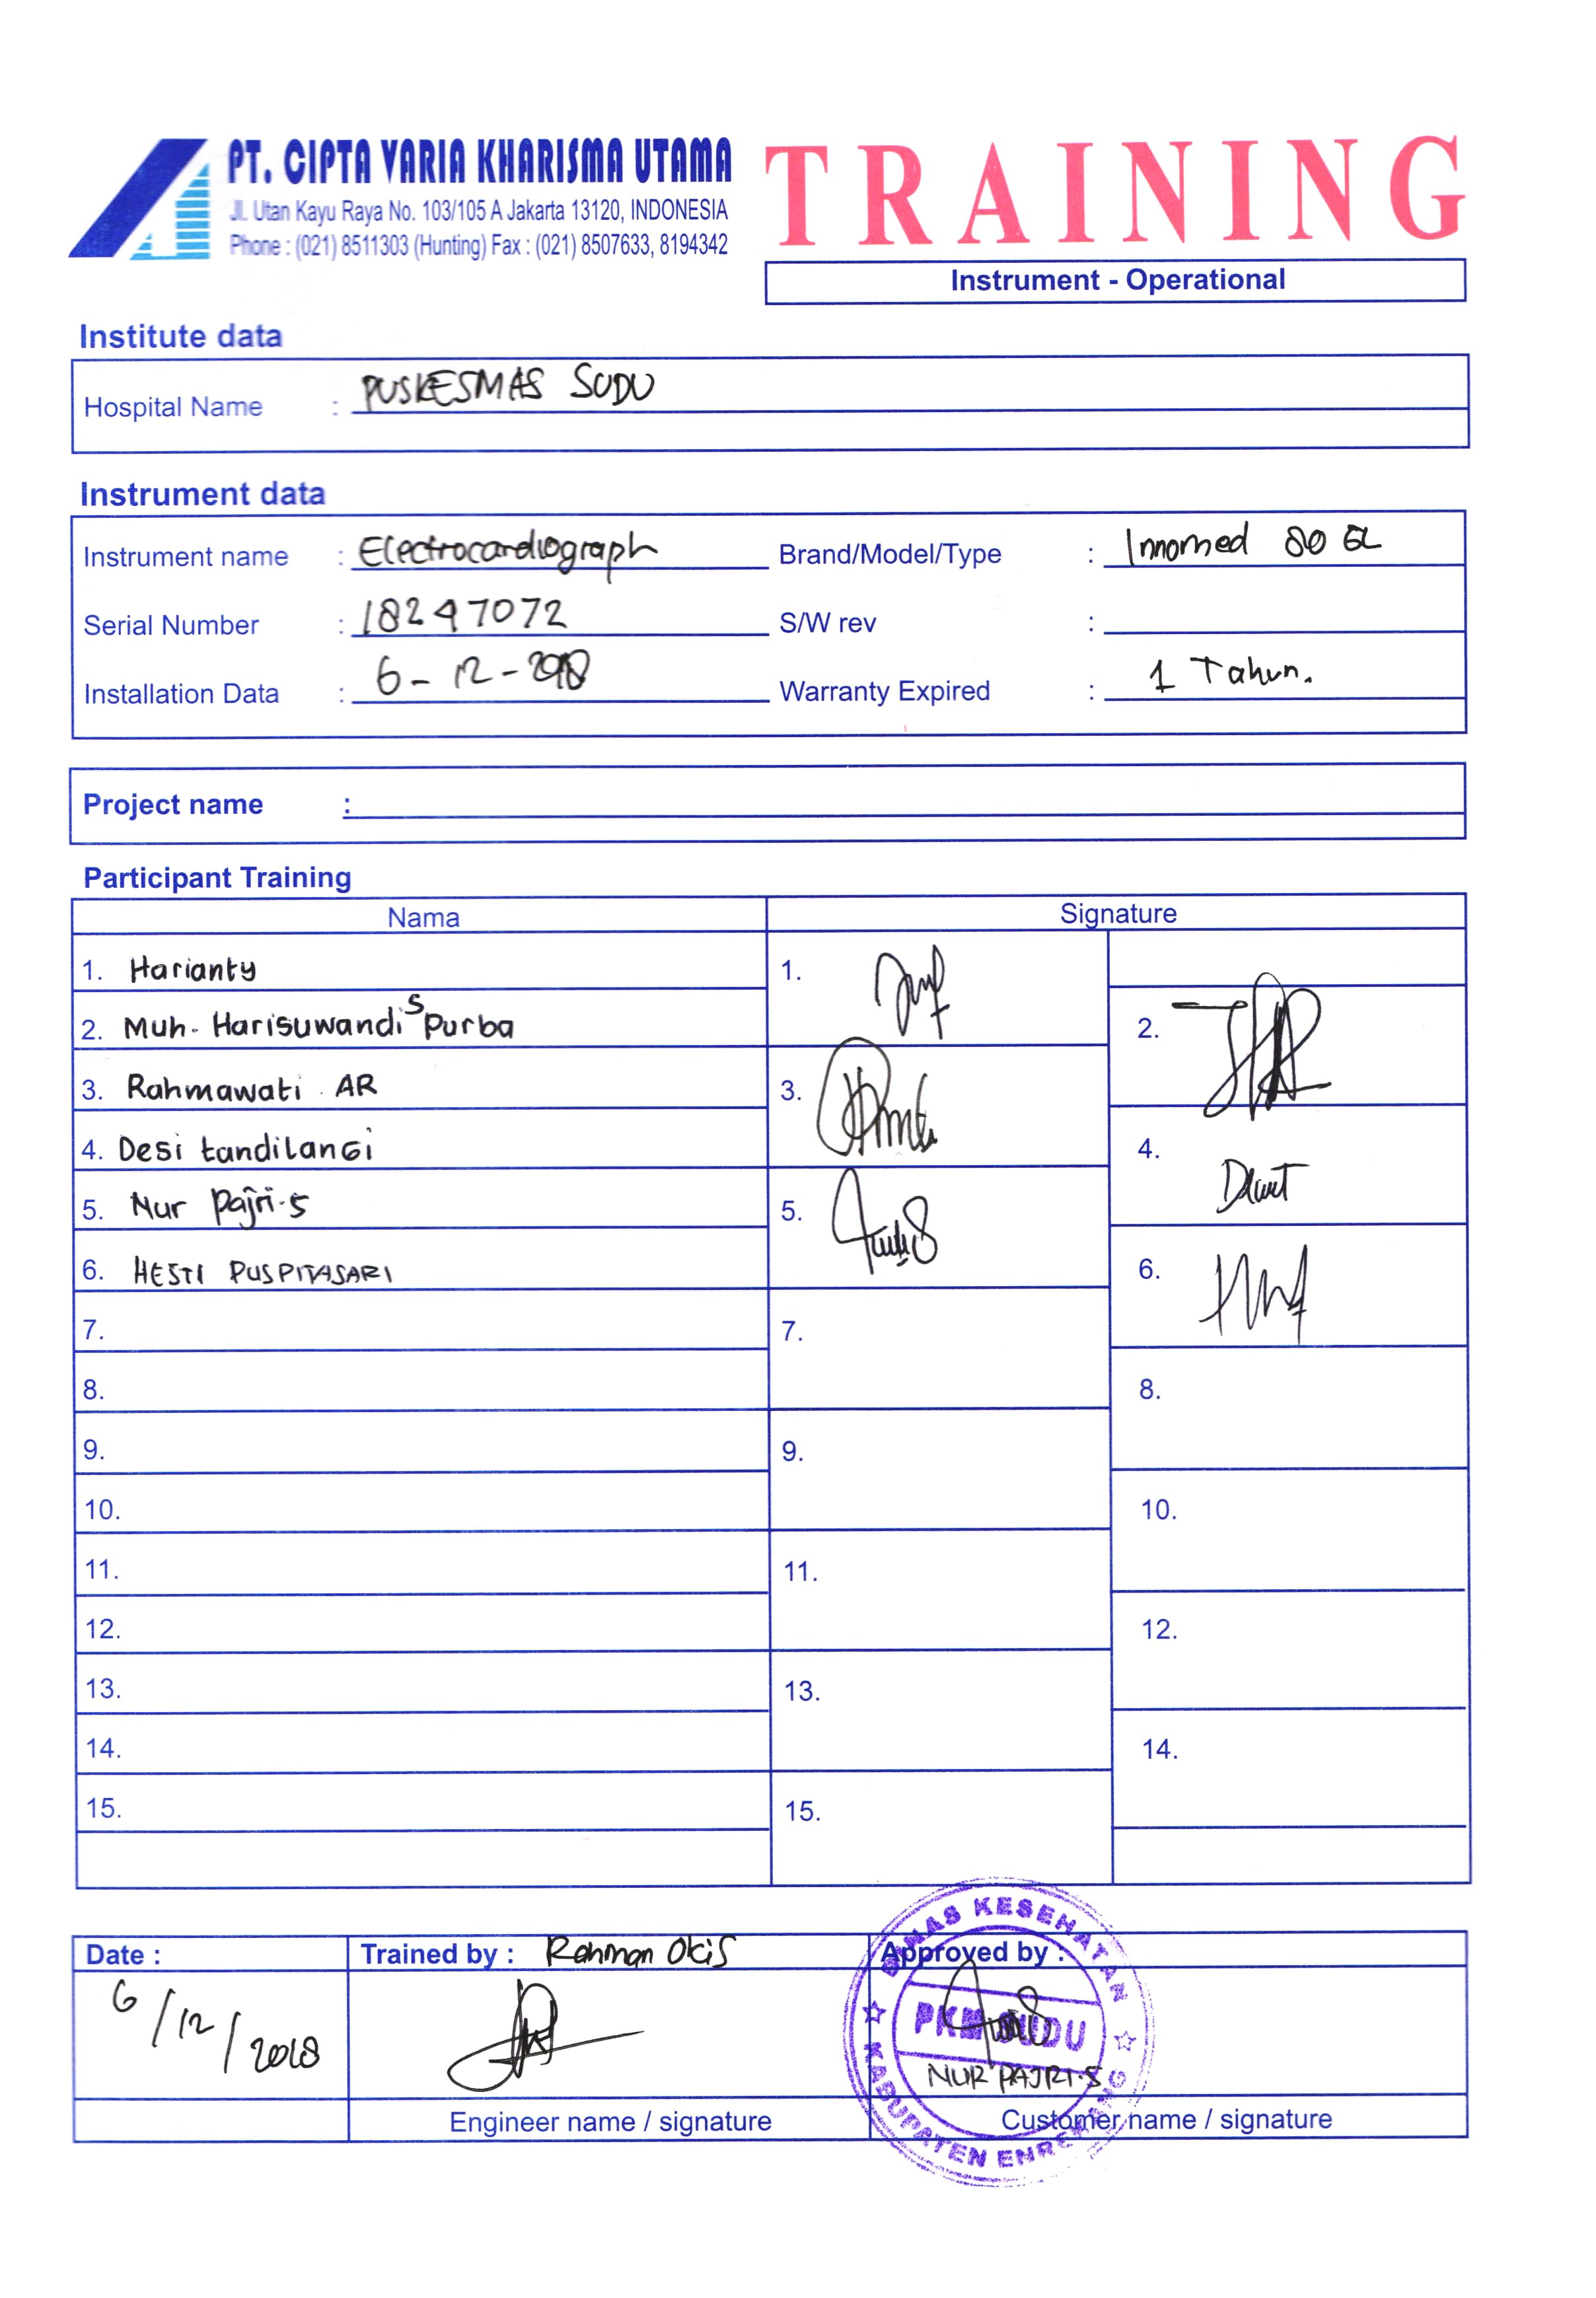 PT. CIPTA VARIA KHARISMA UTAMA
Jl. Utan Kayu Raya No. 103/105 A Jakarta 13120, INDONESIA
Phone : (021) 8511303 (Hunting) Fax : (021) 8507633, 8194342
TRAINING
Instrument - Operational
Institute data
Hospital Name : PUSKESMAS SUDU
Instrument data
Instrument name : Electrocardiograph Brand/Model/Type : Innomed 80 GL
Serial Number : 18247072 S/W rev :
Installation Data : 6-12-2018 Warranty Expired : 1 Tahun.
Project name :
Participant Training
Nama Signature
1. Harianty 1.
2. Muh. Harisuwandi S Purba 2.
3. Rahmawati AR 3.
4. Desi tandilanGi 4.
5. Nur Pajri.S 5.
6. HESTI PUSPITASARI 6.
7. 7.
8. 8.
9. 9.
10. 10.
11. 11.
12. 12.
13. 13.
14. 14.
15. 15.
Date : Trained by : Rahman Okis Approved by :
6/12/2018
NUR PAJRI.S
Engineer name / signature Customer name / signature
DINAS KESEHATAN
PKM SUDU
KABUPATEN ENREKANG